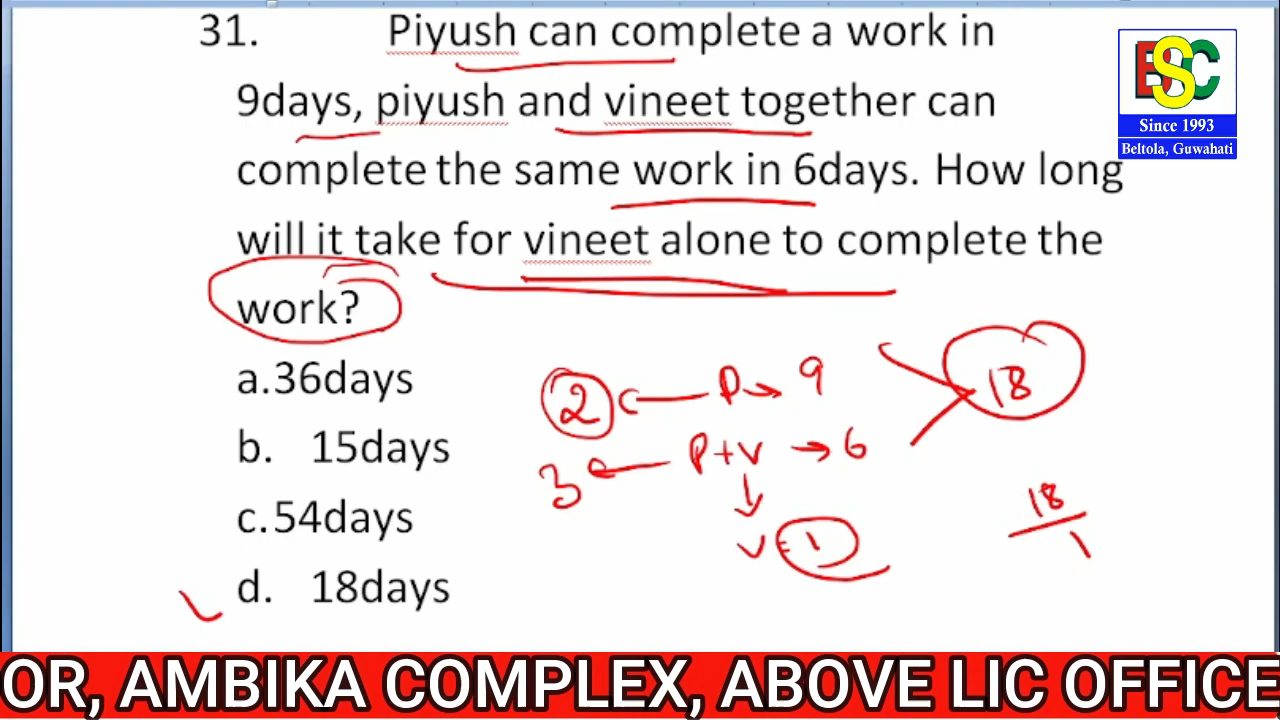 31. Piyush can complete a work in
9days, piyush and vineet together can
complete the same work in 6days. How long
will it take for vineet alone to complete the
work?
a.36days
b. 15days
c.54days
d. 18days
2 P→ 9
18
3 P+V → 6
V=1
18
1
BSC
Since 1993
Beltola, Guwahati
OR, AMBIKA COMPLEX, ABOVE LIC OFFICE